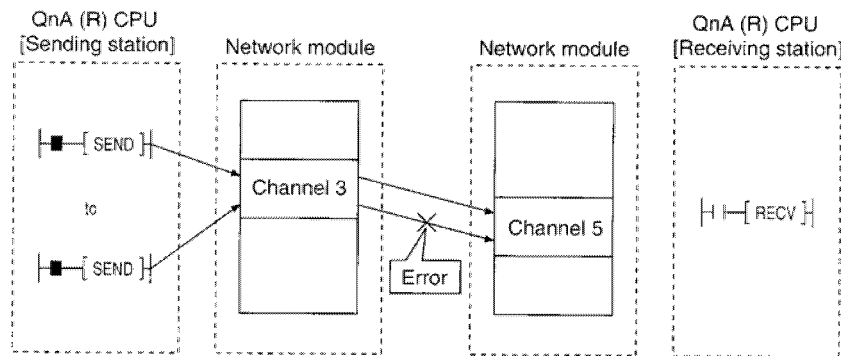 QnA (R) CPU
[Sending station]
Network module
Network module
QnA (R) CPU
[Receiving station]
[ SEND ]
to
[ SEND ]
Channel 3
Error
Channel 5
[ RECV ]